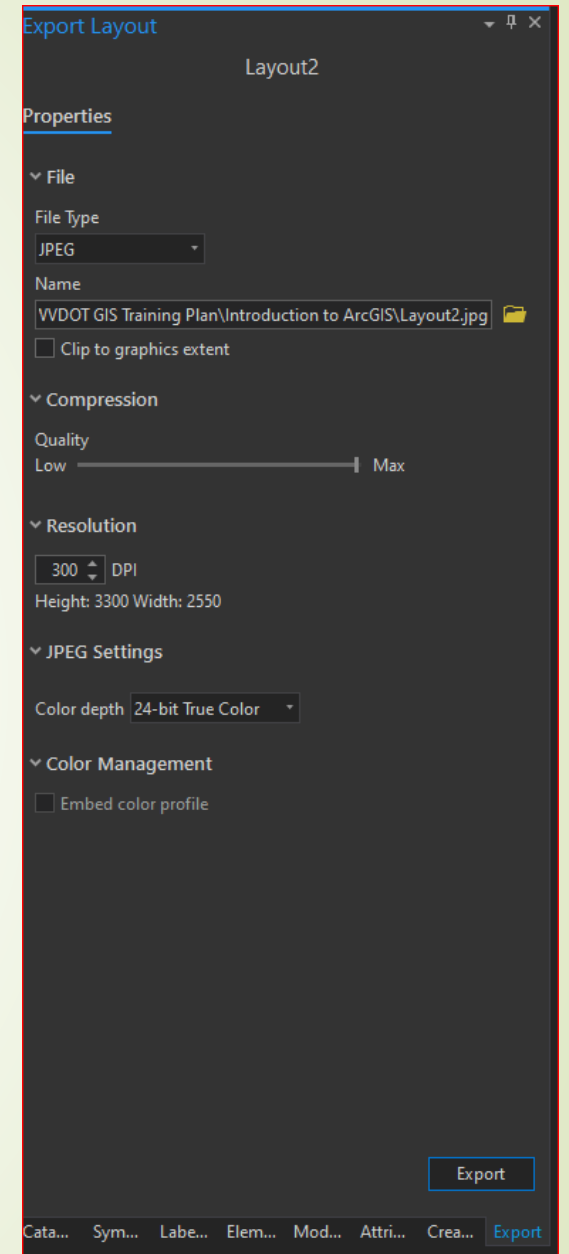 Export Layout
Layout2
Properties
File
File Type
JPEG
Name
VVDOT GIS Training Plan\Introduction to ArcGIS\Layout2.jpg
Clip to graphics extent
Compression
Quality
Low Max
Resolution
300 DPI
Height: 3300 Width: 2550
JPEG Settings
Color depth 24-bit True Color
Color Management
Embed color profile
Export
Cata... Sym... Labe... Elem... Mod... Attri... Crea... Export